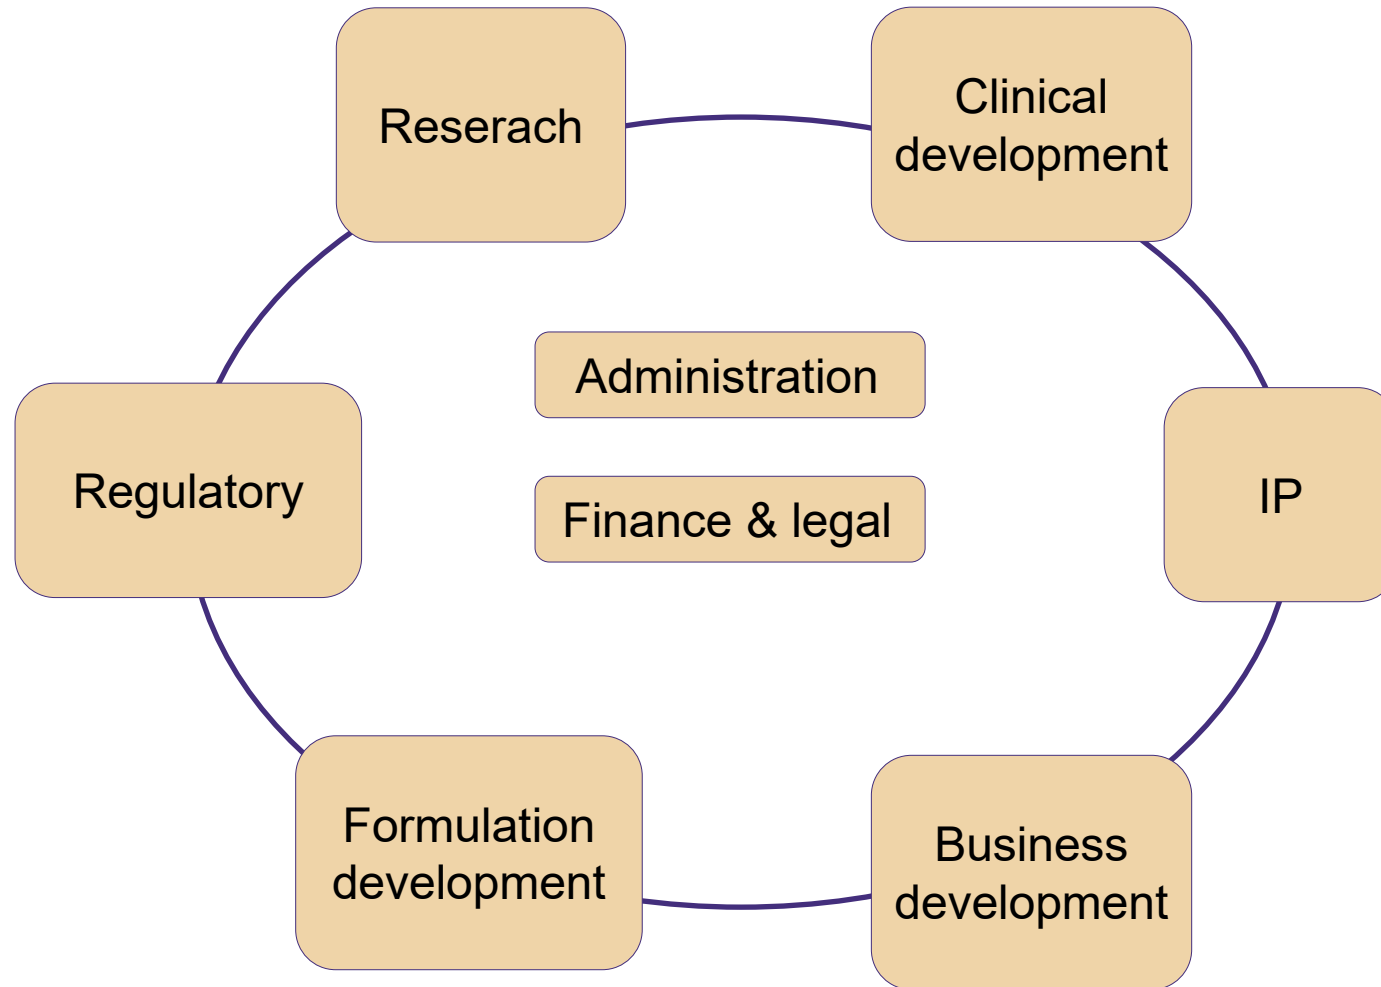 Reserach
Clinical
development
Administration
Regulatory
IP
Finance & legal
Formulation
development
Business
development